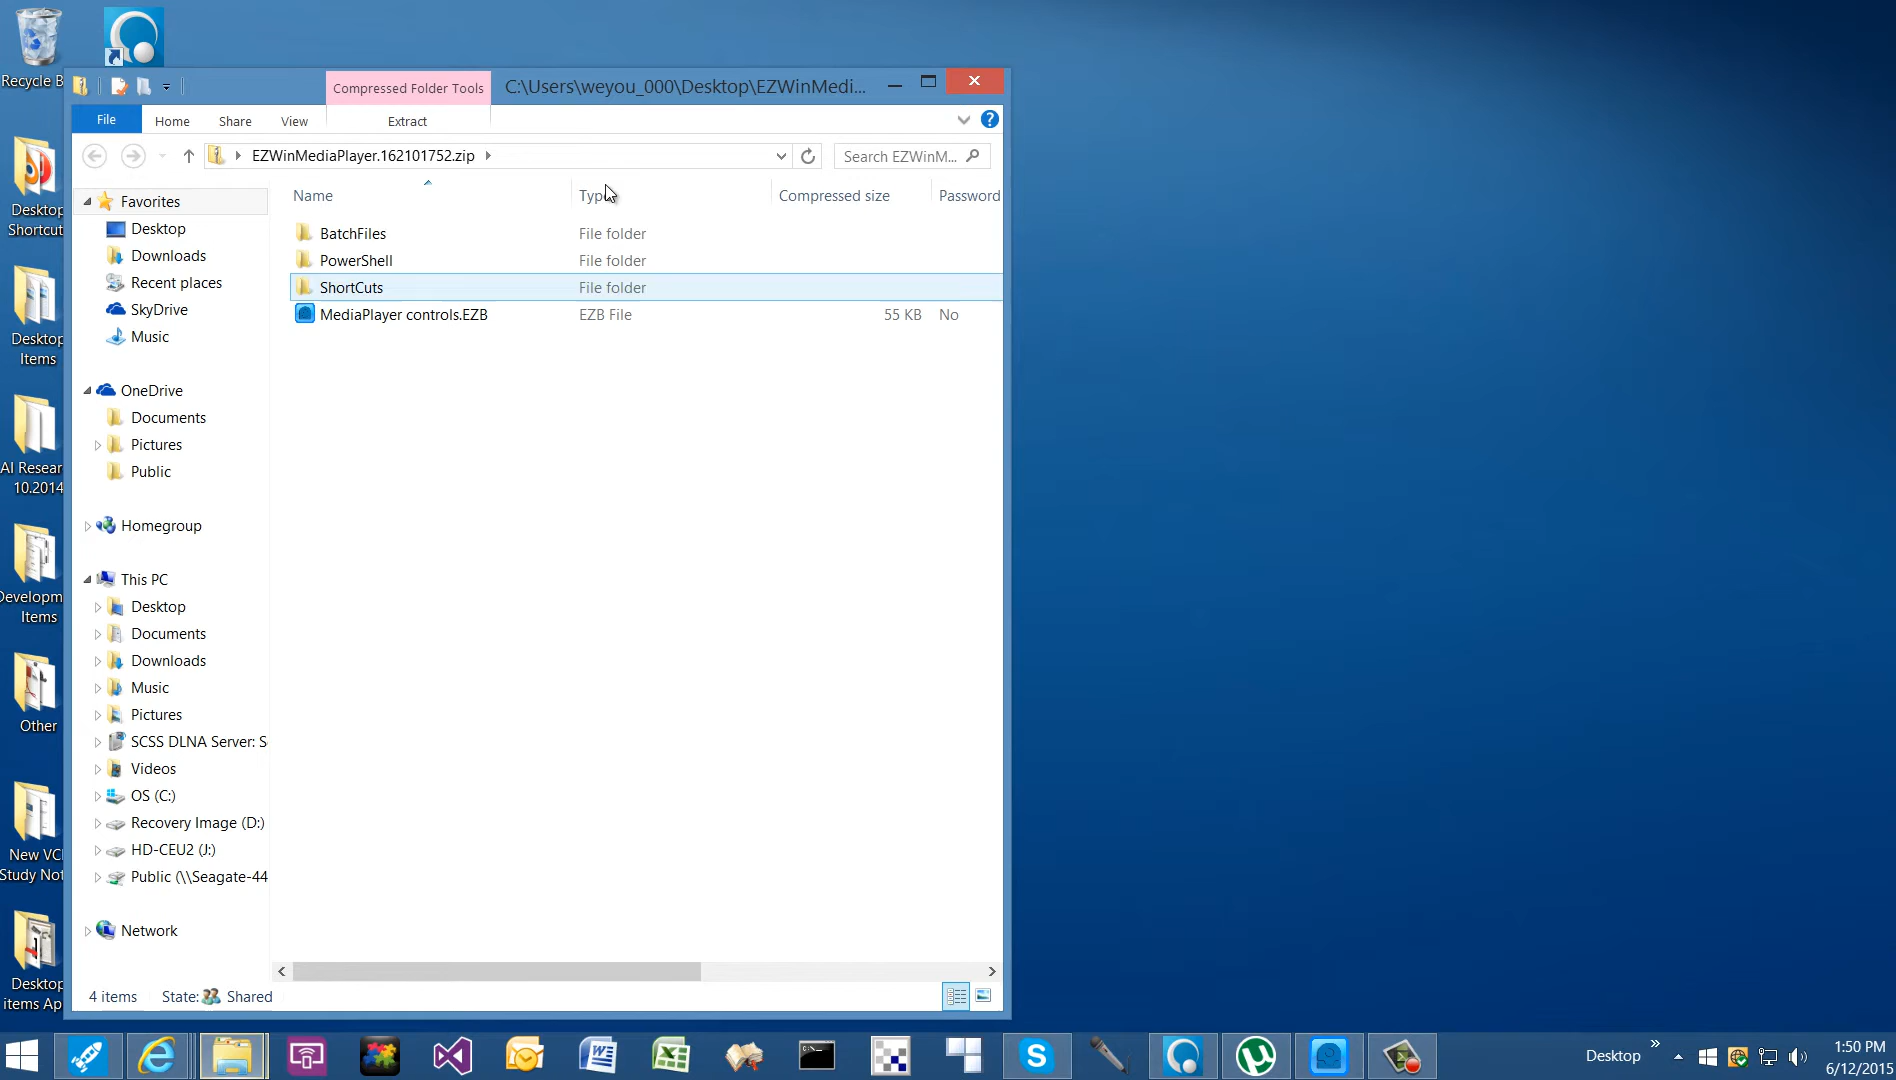 Recycle B
Compressed Folder Tools
C:\Users\weyou_000\Desktop\EZWinMedi...
File
Home
Share
View
Extract
EZWinMediaPlayer.162101752.zip
Search EZWinM...
Name
Type
Compressed size
Password
BatchFiles
File folder
PowerShell
File folder
ShortCuts
File folder
MediaPlayer controls.EZB
EZB File
55 KB
No
Favorites
Desktop
Downloads
Recent places
SkyDrive
Music
OneDrive
Documents
Pictures
Public
Homegroup
This PC
Desktop
Documents
Downloads
Music
Pictures
SCSS DLNA Server: S
Videos
OS (C:)
Recovery Image (D:)
HD-CEU2 (J:)
Public (\\Seagate-44
Network
4 items
State:
Shared
Desktop
Shortcut
Desktop
Items
AI Resear
10.2014
Developm
Items
Other
New VC
Study Not
Desktop
items Ap
Desktop
1:50 PM
6/12/2015